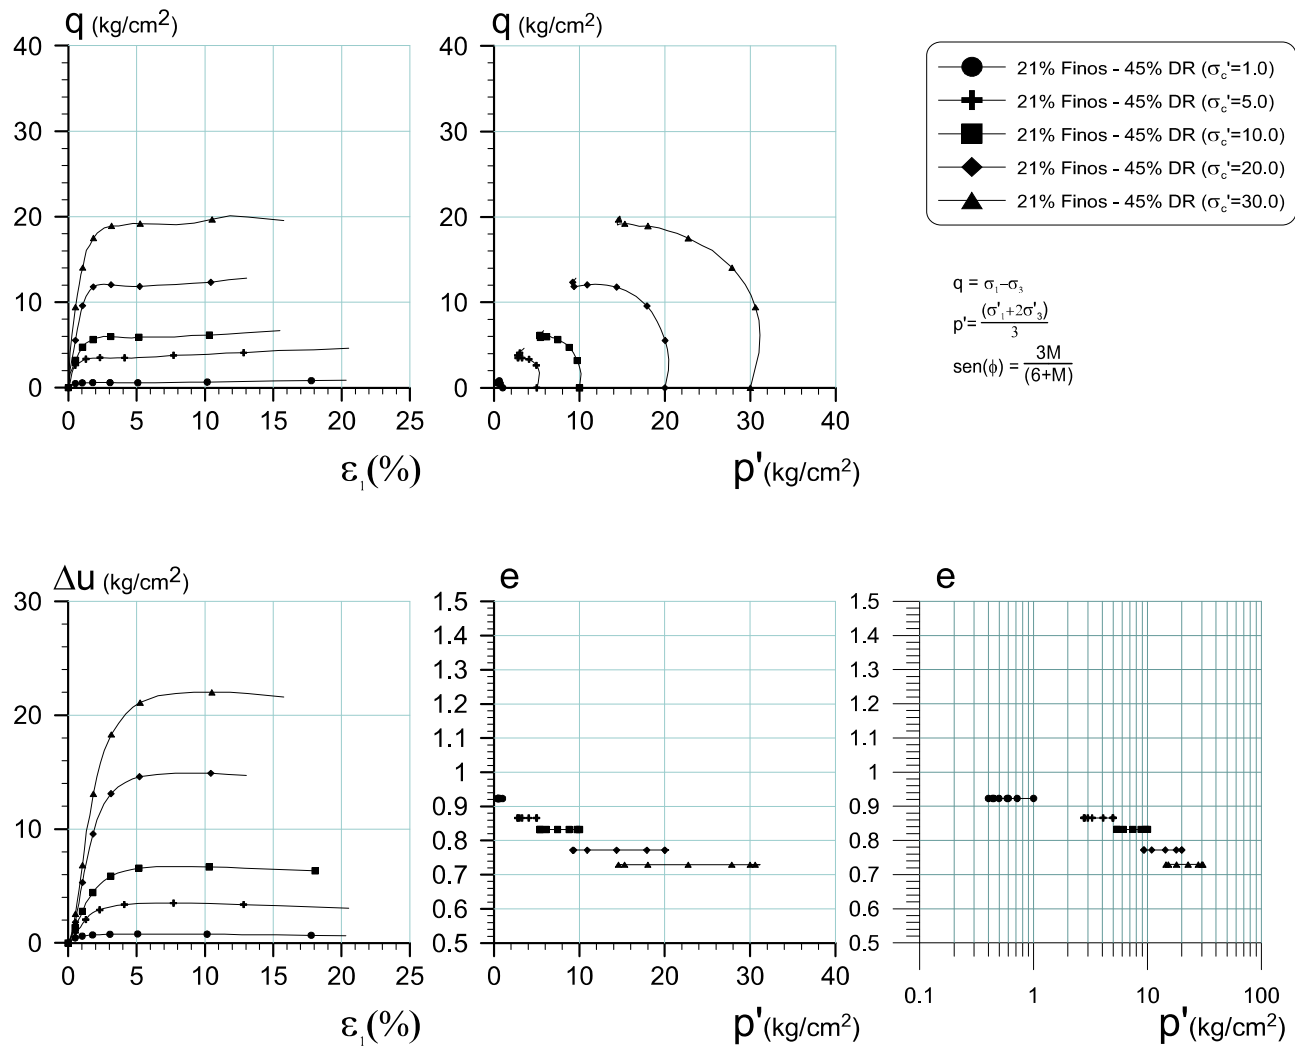 q (kg/cm2)
40
30
20
10
0
0 5 10 15 20 25
ε1(%)
q (kg/cm2)
40
30
20
10
0
0 10 20 30 40
p'(kg/cm2)
21% Finos - 45% DR (σc'=1.0)
21% Finos - 45% DR (σc'=5.0)
21% Finos - 45% DR (σc'=10.0)
21% Finos - 45% DR (σc'=20.0)
21% Finos - 45% DR (σc'=30.0)
q = σ1-σ3
p'= (σ'1+2σ'3)
3
sen(ϕ) = 3M
(6+M)
Δu (kg/cm2)
30
20
10
0
0 5 10 15 20 25
ε1(%)
e
1.5
1.4
1.3
1.2
1.1
1
0.9
0.8
0.7
0.6
0.5
0 10 20 30 40
p'(kg/cm2)
e
1.5
1.4
1.3
1.2
1.1
1
0.9
0.8
0.7
0.6
0.5
0.1 1 10 100
p'(kg/cm2)